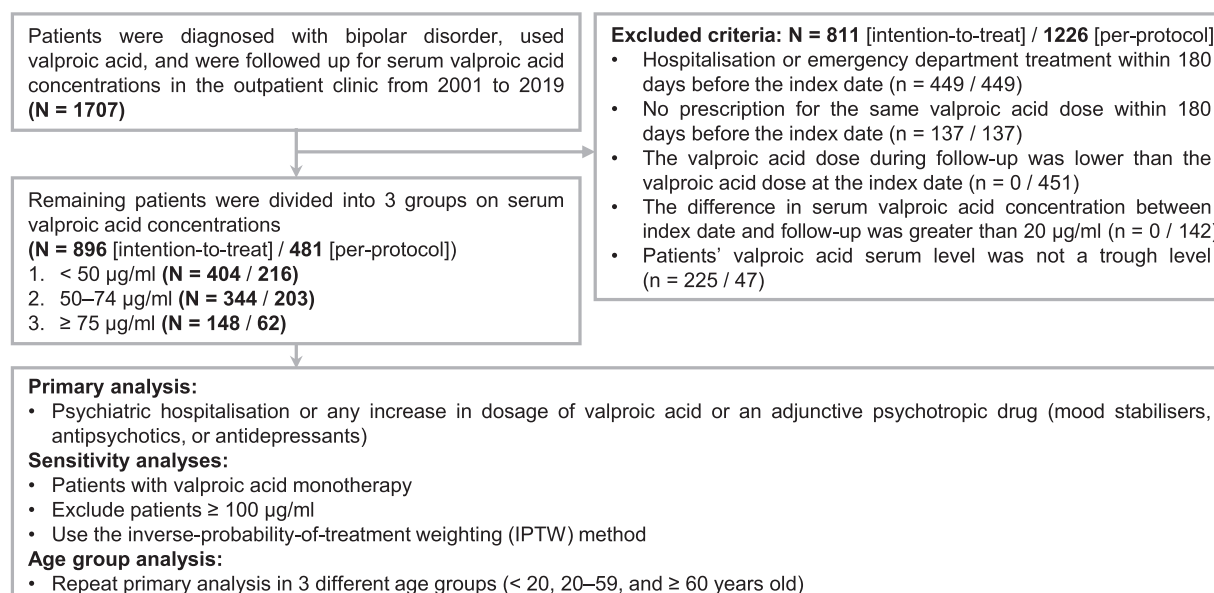 Patients were diagnosed with bipolar disorder, used
valproic acid, and were followed up for serum valproic acid
concentrations in the outpatient clinic from 2001 to 2019
(N = 1707)
Excluded criteria: N = 811 [intention-to-treat] / 1226 [per-protocol]
• Hospitalisation or emergency department treatment within 180
days before the index date (n = 449 / 449)
• No prescription for the same valproic acid dose within 180
days before the index date (n = 137 / 137)
• The valproic acid dose during follow-up was lower than the
valproic acid dose at the index date (n = 0 / 451)
• The difference in serum valproic acid concentration between
index date and follow-up was greater than 20 µg/ml (n = 0 / 142)
• Patients' valproic acid serum level was not a trough level
(n = 225 / 47)
Remaining patients were divided into 3 groups on serum
valproic acid concentrations
(N = 896 [intention-to-treat] / 481 [per-protocol])
1. < 50 µg/ml (N = 404 / 216)
2. 50–74 µg/ml (N = 344 / 203)
3. ≥ 75 µg/ml (N = 148 / 62)
Primary analysis:
• Psychiatric hospitalisation or any increase in dosage of valproic acid or an adjunctive psychotropic drug (mood stabilisers,
antipsychotics, or antidepressants)
Sensitivity analyses:
• Patients with valproic acid monotherapy
• Exclude patients ≥ 100 µg/ml
• Use the inverse-probability-of-treatment weighting (IPTW) method
Age group analysis:
• Repeat primary analysis in 3 different age groups (< 20, 20–59, and ≥ 60 years old)